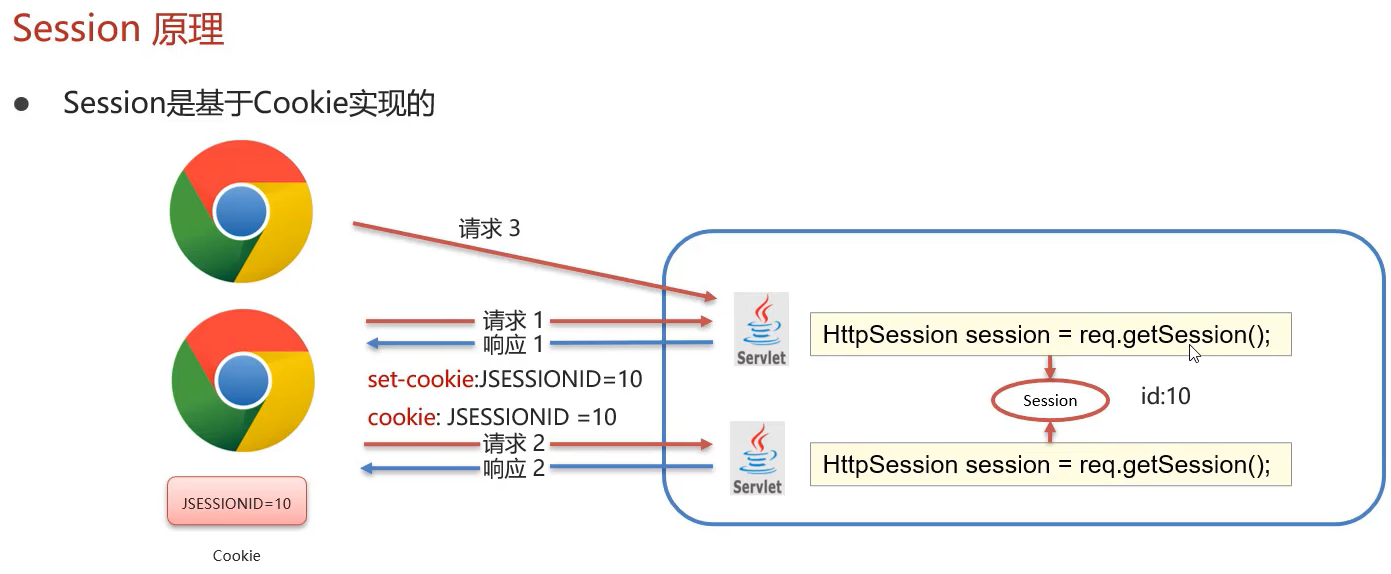 Session 原理
● Session是基于Cookie实现的
请求 3
请求 1
响应 1
Servlet
HttpSession session = req.getSession();
set-cookie:JSESSIONID=10
Session
id:10
cookie: JSESSIONID =10
请求 2
响应 2
Servlet
HttpSession session = req.getSession();
JSESSIONID=10
Cookie